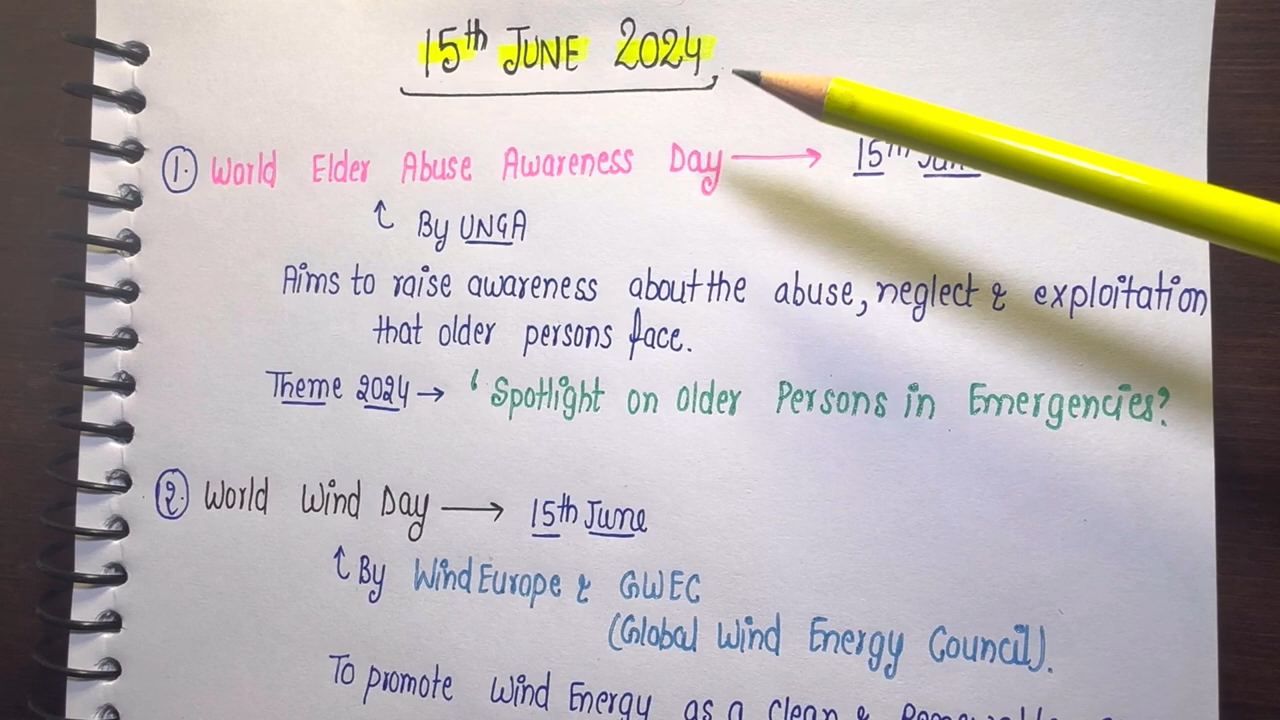 15th JUNE 2024
1. World Elder Abuse Awareness Day → 15th June
↑ By UNGA
Aims to raise awareness about the abuse, neglect & exploitation
that older persons face.
Theme 2024 → ‘Spotlight on Older Persons in Emergencies’
2. World Wind Day → 15th June
↑ By WindEurope & GWEC
(Global Wind Energy Council).
To promote Wind Energy as a clean &